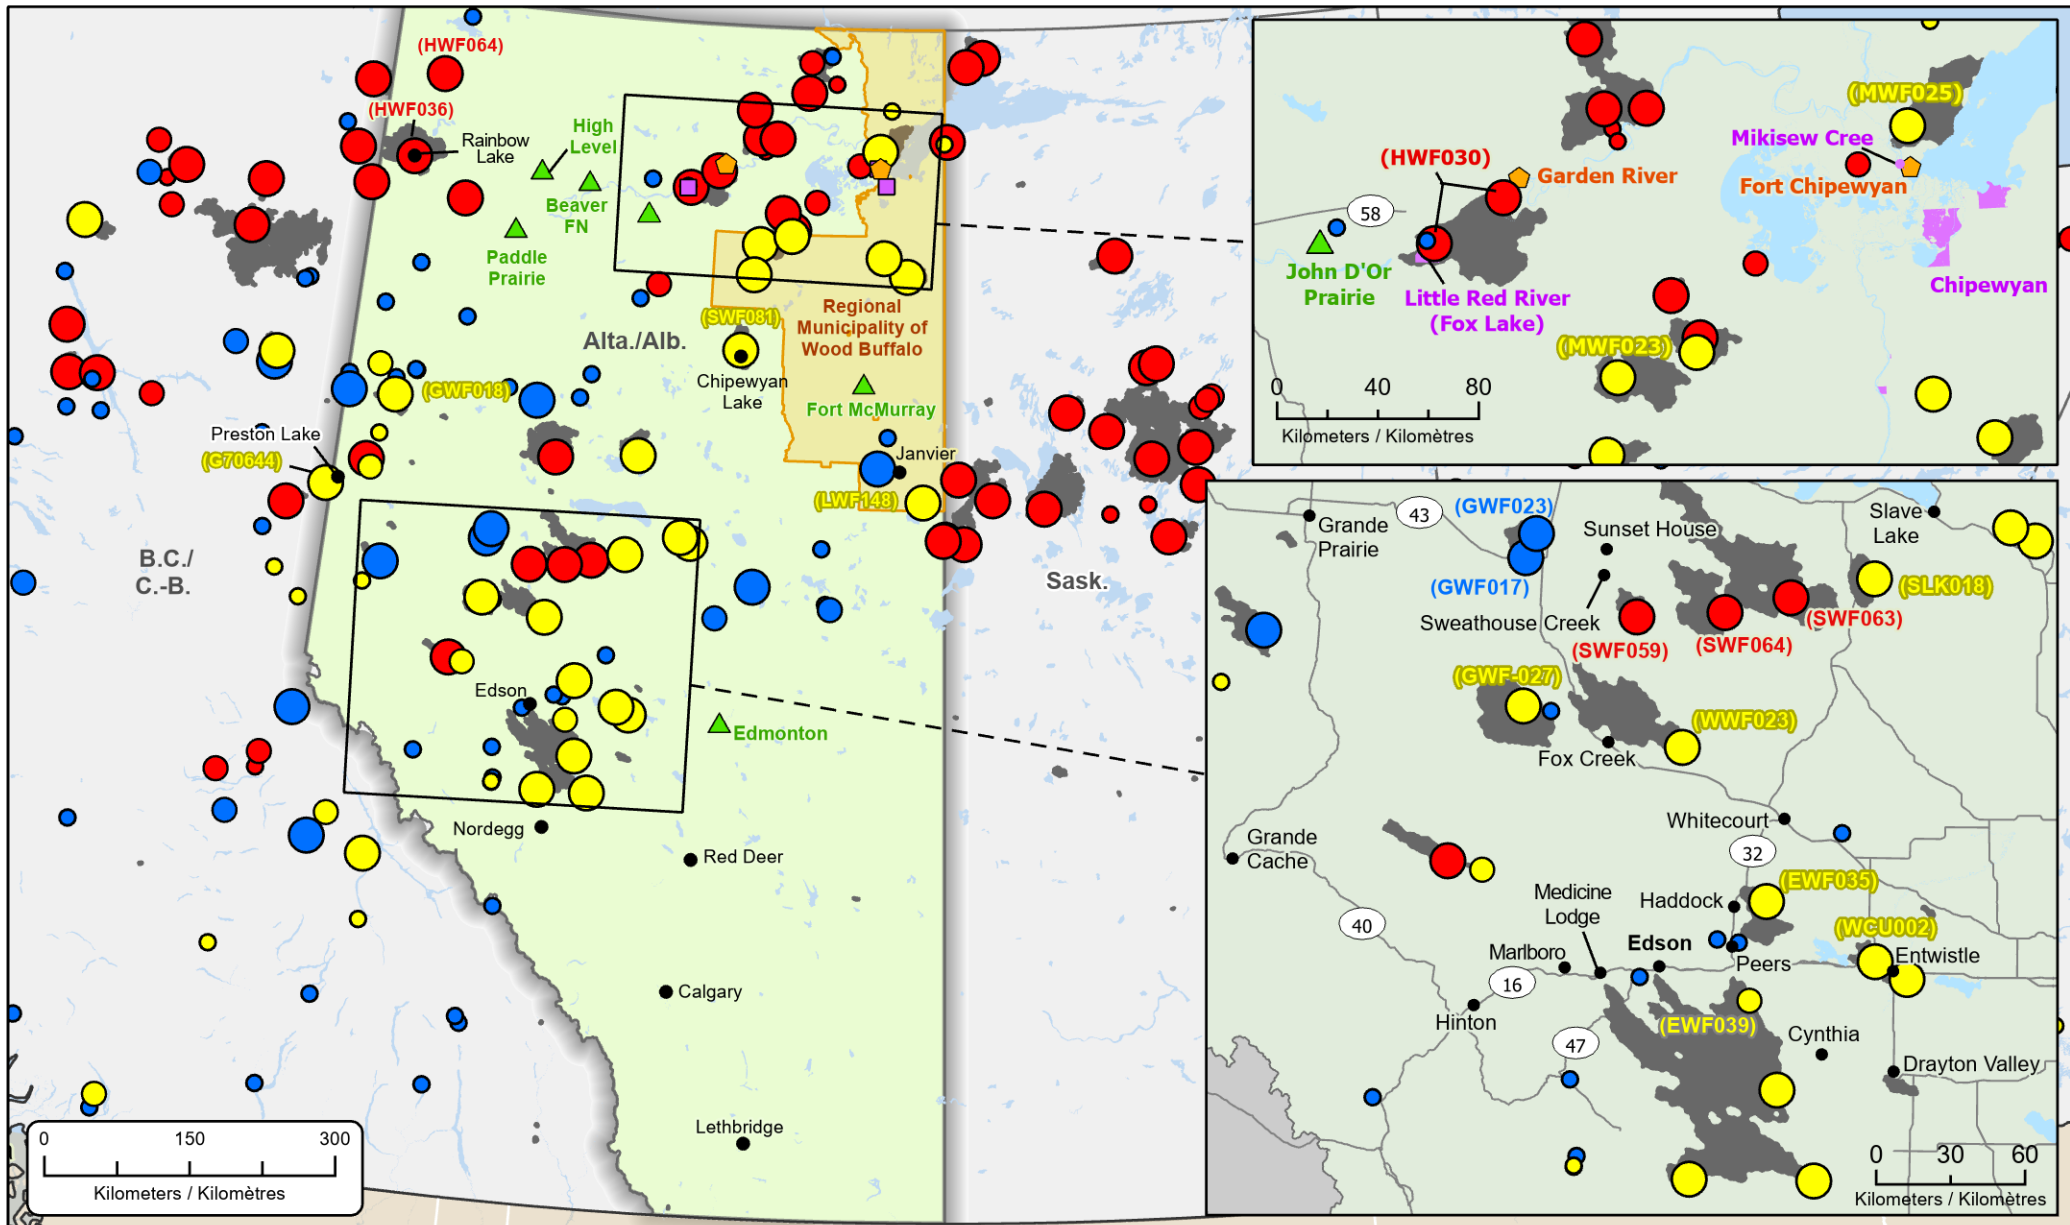 (HWF064)
(HWF036)
Rainbow
Lake
High
Level
Beaver
FN
Paddle
Prairie
Alta./Alb.
(SWF081)
Chipewyan
Lake
Regional
Municipality of
Wood Buffalo
Fort McMurray
(GWF018)
Preston Lake
(G70644)
Janvier
(LWF148)
B.C./
C.-B.
Sask.
Edson
Edmonton
Nordegg
Red Deer
Calgary
Lethbridge
0 150 300
Kilometers / Kilomètres
(MWF025)
Mikisew Cree
Fort Chipewyan
(HWF030)
Garden River
58
John D'Or
Prairie
Little Red River
(Fox Lake)
Chipewyan
(MWF023)
0 40 80
Kilometers / Kilomètres
Grande
Prairie
43
(GWF023)
Sunset House
Slave
Lake
(GWF017)
Sweathouse Creek
(SLK018)
(SWF059)
(SWF064)
(SWF063)
(GWF-027)
(WWF023)
Fox Creek
Whitecourt
Grande
Cache
32
(EWF035)
Medicine
Lodge
Haddock
40
(WCU002)
Marlboro
Edson
Peers
Entwistle
16
Hinton
(EWF039)
Cynthia
47
Drayton Valley
0 30 60
Kilometers / Kilomètres